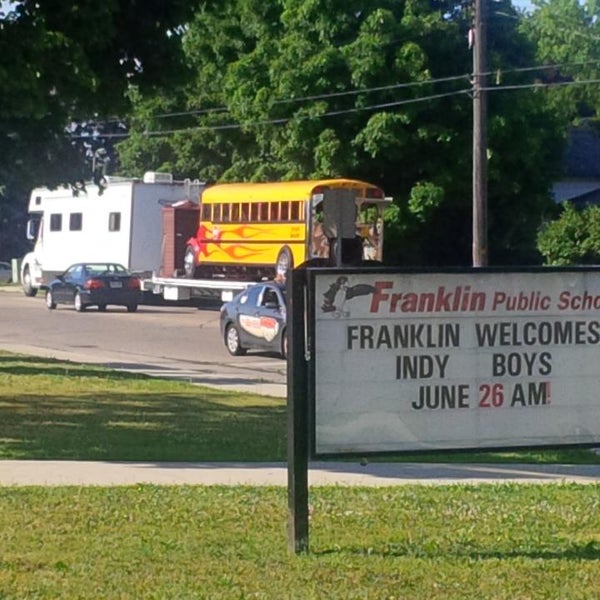 Franklin Public Scho
FRANKLIN WELCOMES
INDY BOYS
JUNE 26 AM!